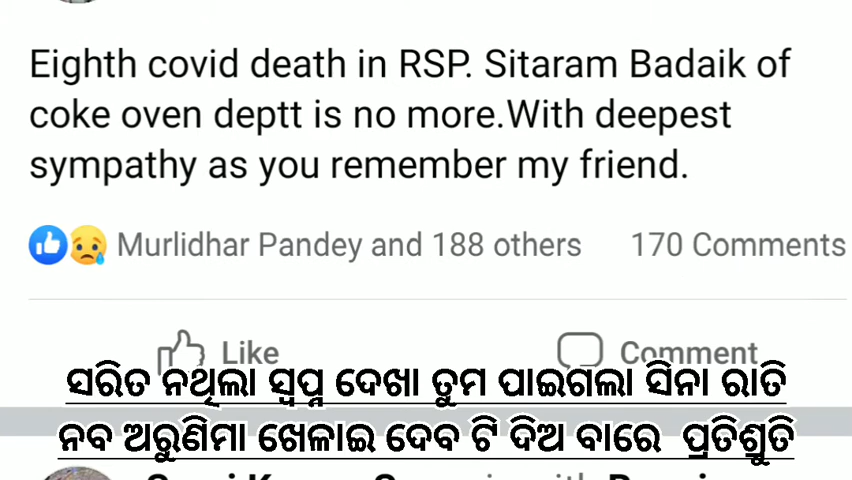 Eighth covid death in RSP. Sitaram Badaik of
coke oven deptt is no more.With deepest
sympathy as you remember my friend.
Murlidhar Pandey and 188 others 170 Comments
Like Comment
ସରିତ ନଥିଲା ସ୍ୱପ୍ନ ଦେଖା ତୁମ ପାଇଗଲା ସିନା ରାତି
ନବ ଅରୁଣିମା ଖେଳାଇ ଦେବ ଟି ଦିଅ ବାରେ ପ୍ରତିଶ୍ରୁତି